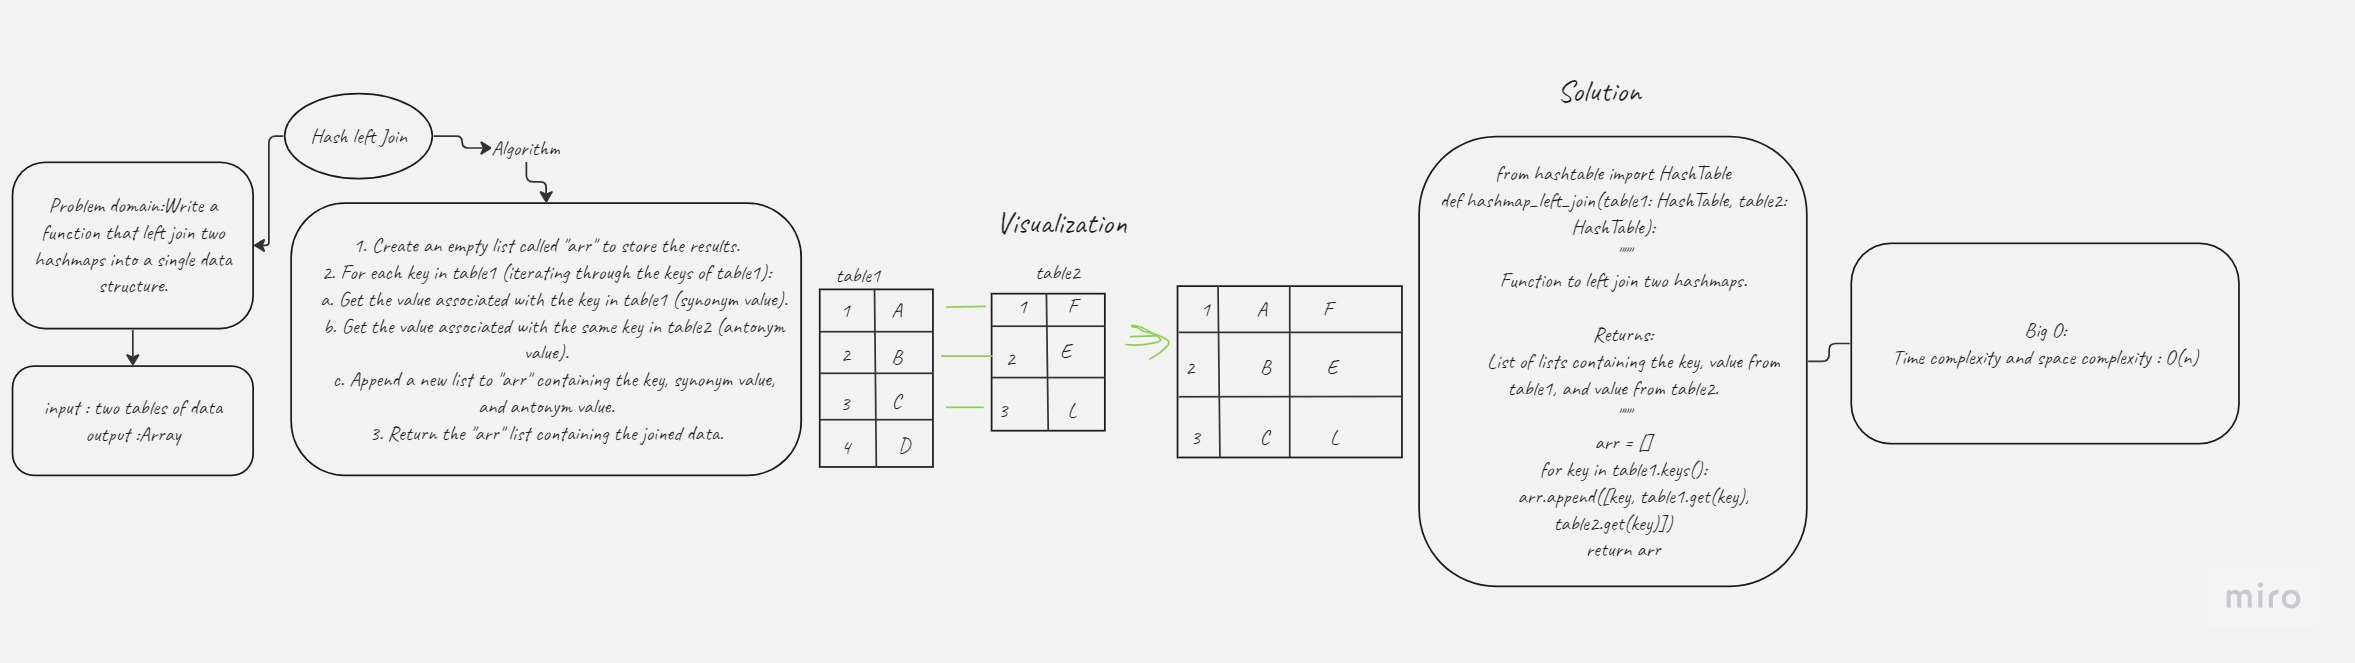 Hash left Join
Problem domain:Write a
function that left join two
hashmaps into a single data
structure.
input : two tables of data
output :Array
Algorithm
1. Create an empty list called "arr" to store the results.
2. For each key in table1 (iterating through the keys of table1):
a. Get the value associated with the key in table1 (synonym value).
b. Get the value associated with the same key in table2 (antonym
value).
c. Append a new list to "arr" containing the key, synonym value,
and antonym value.
3. Return the "arr" list containing the joined data.
Visualization
table1
1 A
2 B
3 C
4 D
table2
1 F
2 E
3 L
1 A F
2 B E
3 C L
Solution
from hashtable import HashTable
def hashmap_left_join(table1: HashTable, table2:
HashTable):
"""
Function to left join two hashmaps.
Returns:
List of lists containing the key, value from
table1, and value from table2.
"""
arr = []
for key in table1.keys():
arr.append([key, table1.get(key),
table2.get(key)])
return arr
Big O:
Time complexity and space complexity : O(n)
miro